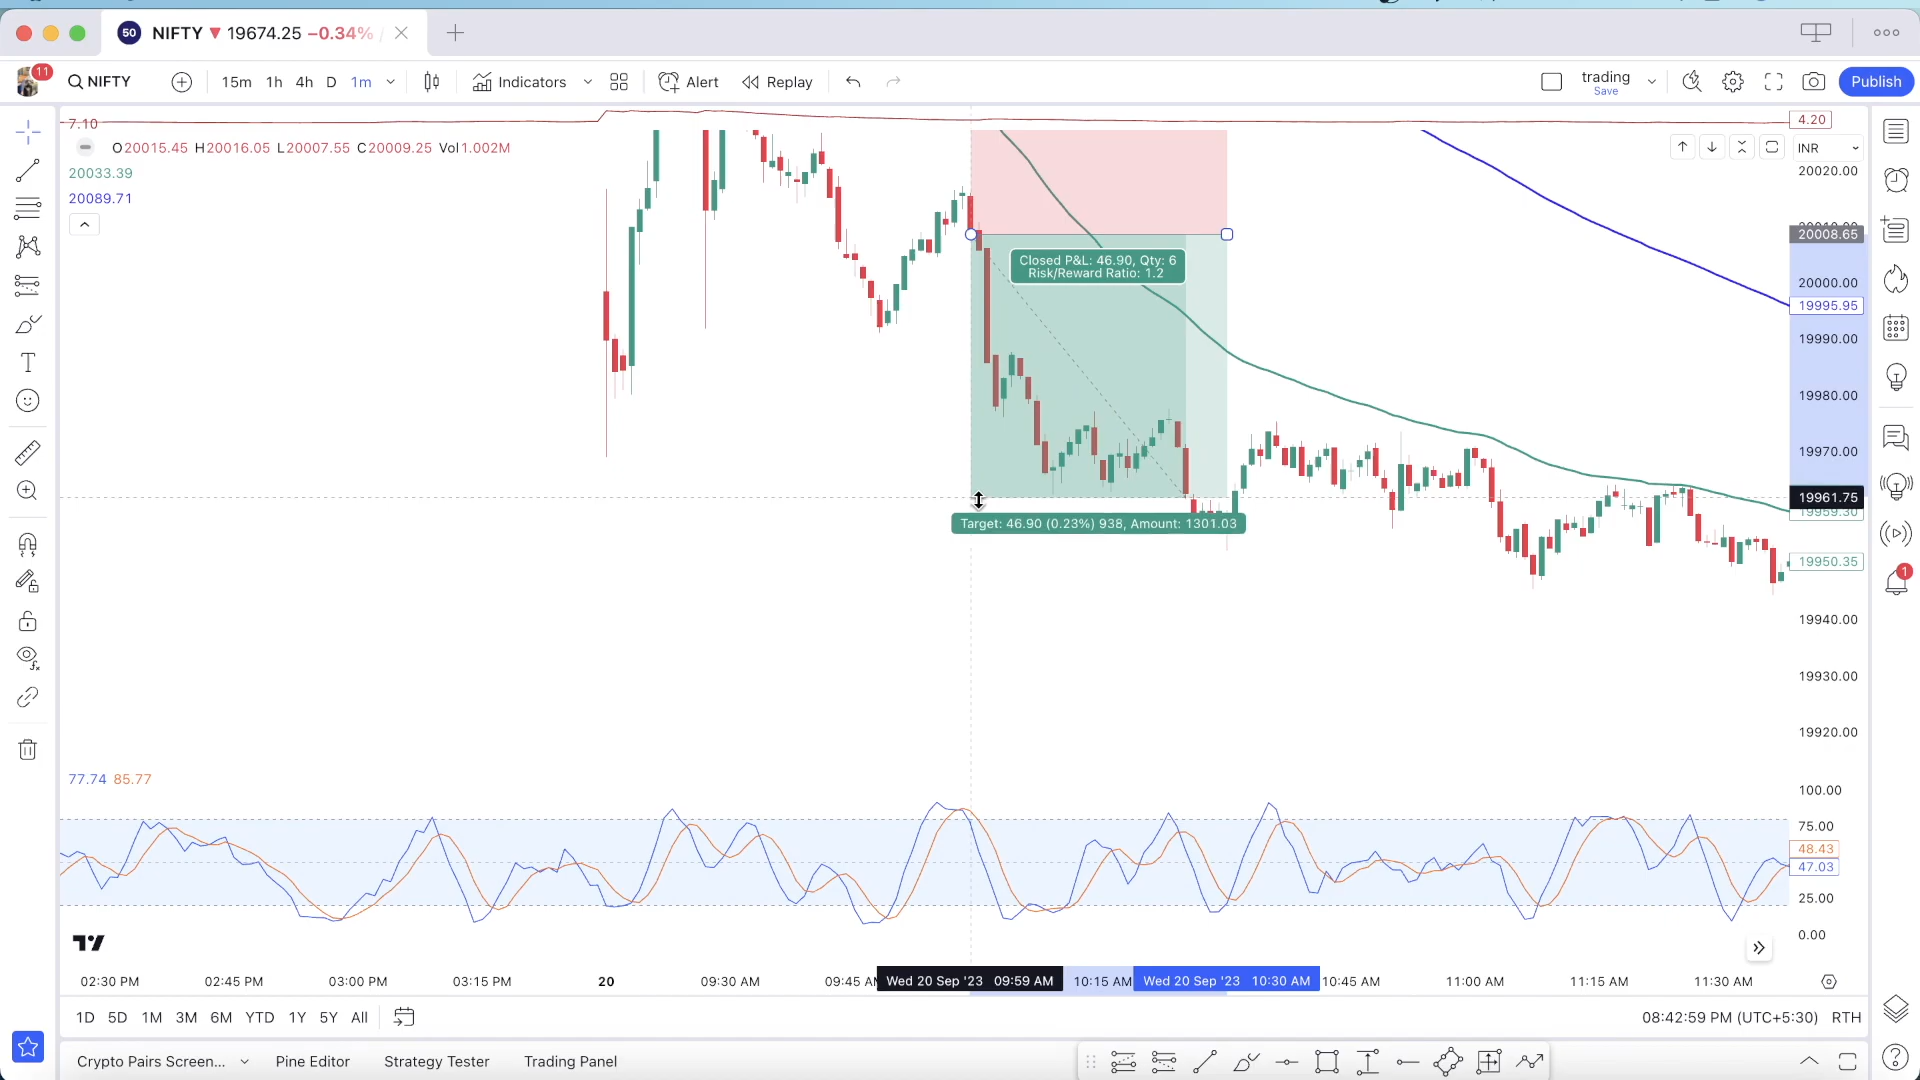 50 NIFTY 19674.25 −0.34% /
11 NIFTY 15m 1h 4h D 1m Indicators Alert Replay trading Save Publish
7.10 4.20
O20015.45 H20016.05 L20007.55 C20009.25 Vol1.002M INR
20033.39 20020.00
20089.71
20008.65
Closed P&L: 46.90, Qty: 6
Risk/Reward Ratio: 1.2
20000.00
19995.95
19990.00
19980.00
19970.00
19961.75
19959.30
Target: 46.90 (0.23%) 938, Amount: 1301.03
19950.35
1
19940.00
19930.00
19920.00
77.74 85.77
100.00
75.00
48.43
47.03
25.00
0.00
02:30 PM 02:45 PM 03:00 PM 03:15 PM 20 09:30 AM 09:45 AM Wed 20 Sep '23 09:59 AM 10:15 AM Wed 20 Sep '23 10:30 AM 10:45 AM 11:00 AM 11:15 AM 11:30 AM
1D 5D 1M 3M 6M YTD 1Y 5Y All 08:42:59 PM (UTC+5:30) RTH
Crypto Pairs Screen... Pine Editor Strategy Tester Trading Panel